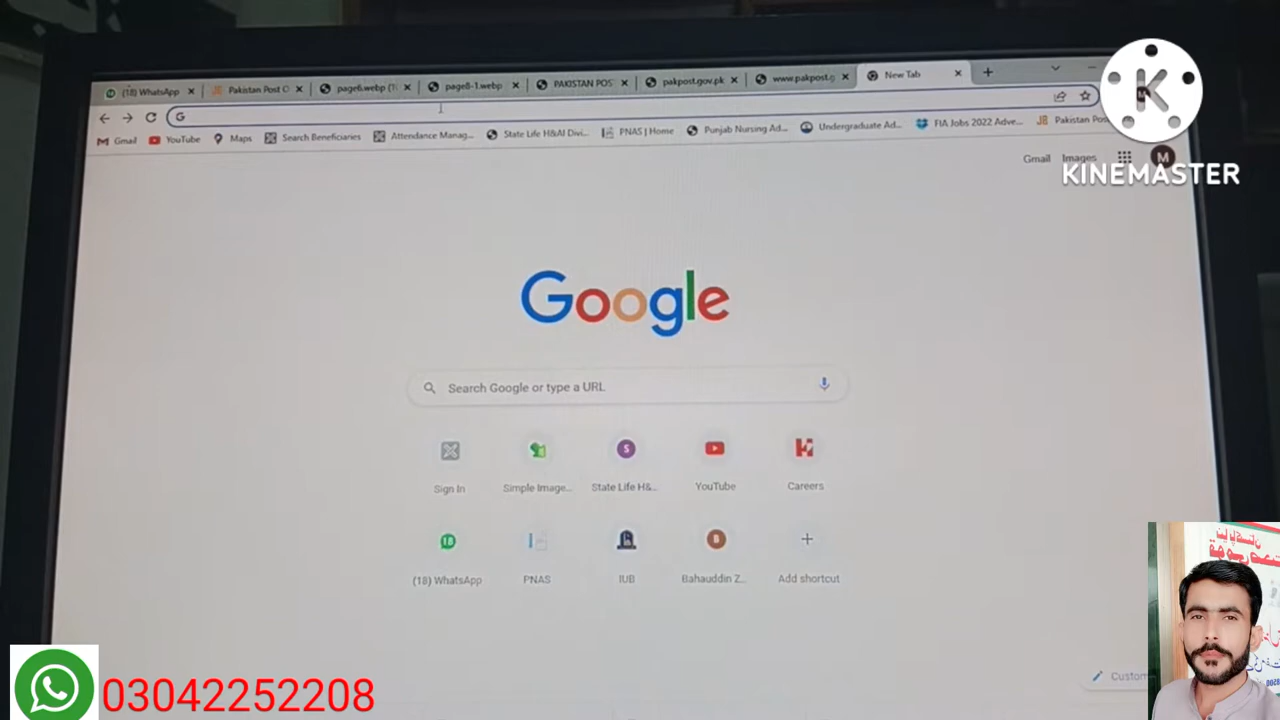 (18) WhatsApp
Pakistan Post O
page6.webp (1
page8-1.webp
PAKISTAN POS
pakpost.gov.pk
www.pakpost.g
New Tab
G
Gmail
YouTube
Maps
Search Beneficiaries
Attendance Manag...
State Life H&AI Divi...
PNAS | Home
Punjab Nursing Ad...
Undergraduate Ad...
FIA Jobs 2022 Adve...
Pakistan Pos
Gmail Images M
K
KINEMASTER
Google
Search Google or type a URL
Sign In
Simple Image...
State Life H&...
YouTube
Careers
(18) WhatsApp
PNAS
IUB
Bahauddin Z...
Add shortcut
Custom
03042252208